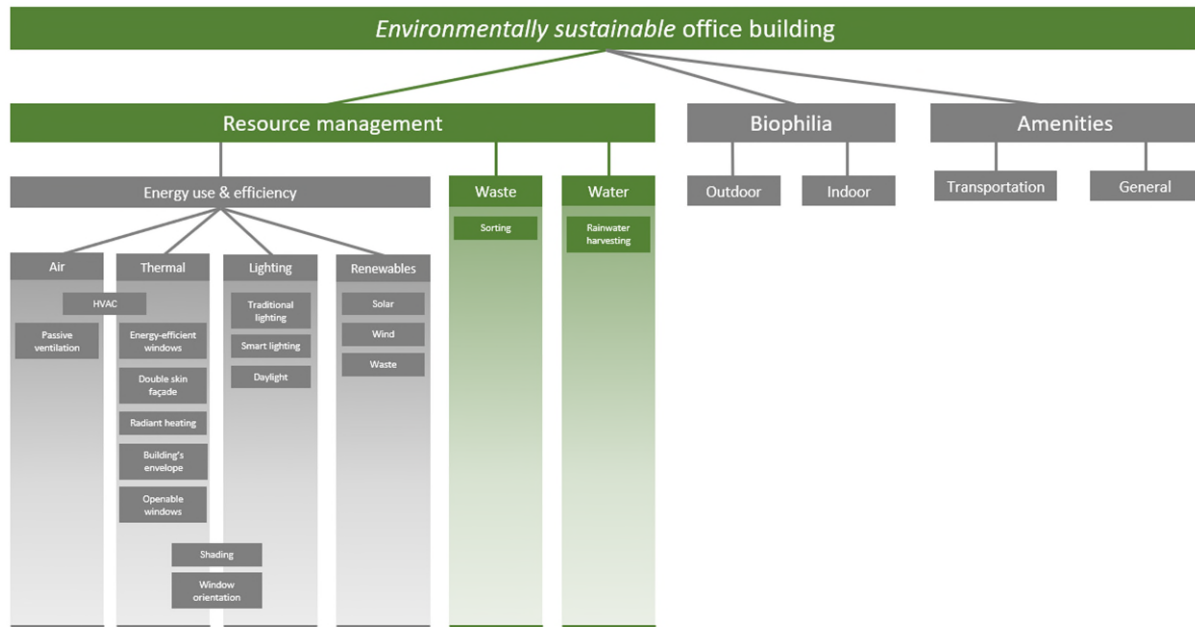 Environmentally sustainable office building
Resource management
Biophilia
Amenities
Energy use & efficiency
Waste
Water
Outdoor
Indoor
Transportation
General
Sorting
Rainwater
harvesting
Air
Thermal
Lighting
Renewables
HVAC
Passive
ventilation
Energy-efficient
windows
Double skin
façade
Radiant heating
Building's
envelope
Openable
windows
Traditional
lighting
Smart lighting
Daylight
Solar
Wind
Waste
Shading
Window
orientation